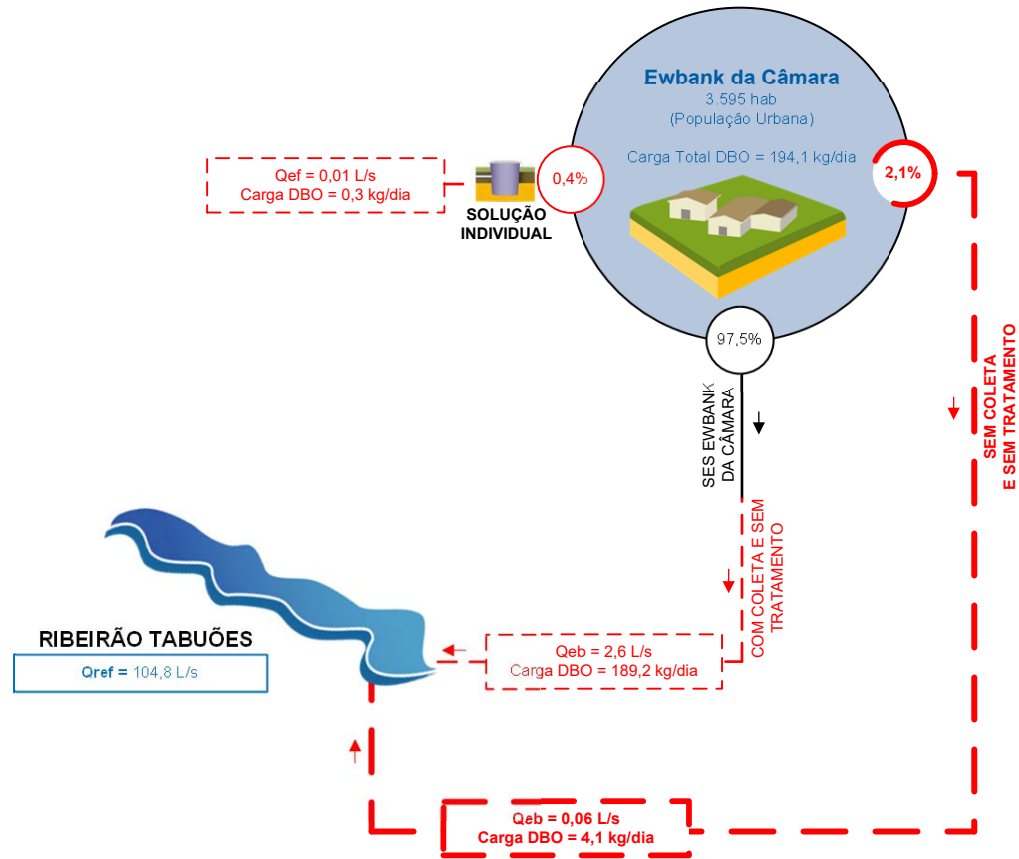 Ewbank da Câmara
3.595 hab
(População Urbana)
Carga Total DBO = 194,1 kg/dia
2,1%
0,4%
Qef = 0,01 L/s
Carga DBO = 0,3 kg/dia
SOLUÇÃO
INDIVIDUAL
97,5%
SES EWBANK
DA CÂMARA
SEM COLETA
E SEM TRATAMENTO
COM COLETA E SEM
TRATAMENTO
RIBEIRÃO TABUÕES
Qref = 104,8 L/s
Qeb = 2,6 L/s
Carga DBO = 189,2 kg/dia
Qeb = 0,06 L/s
Carga DBO = 4,1 kg/dia